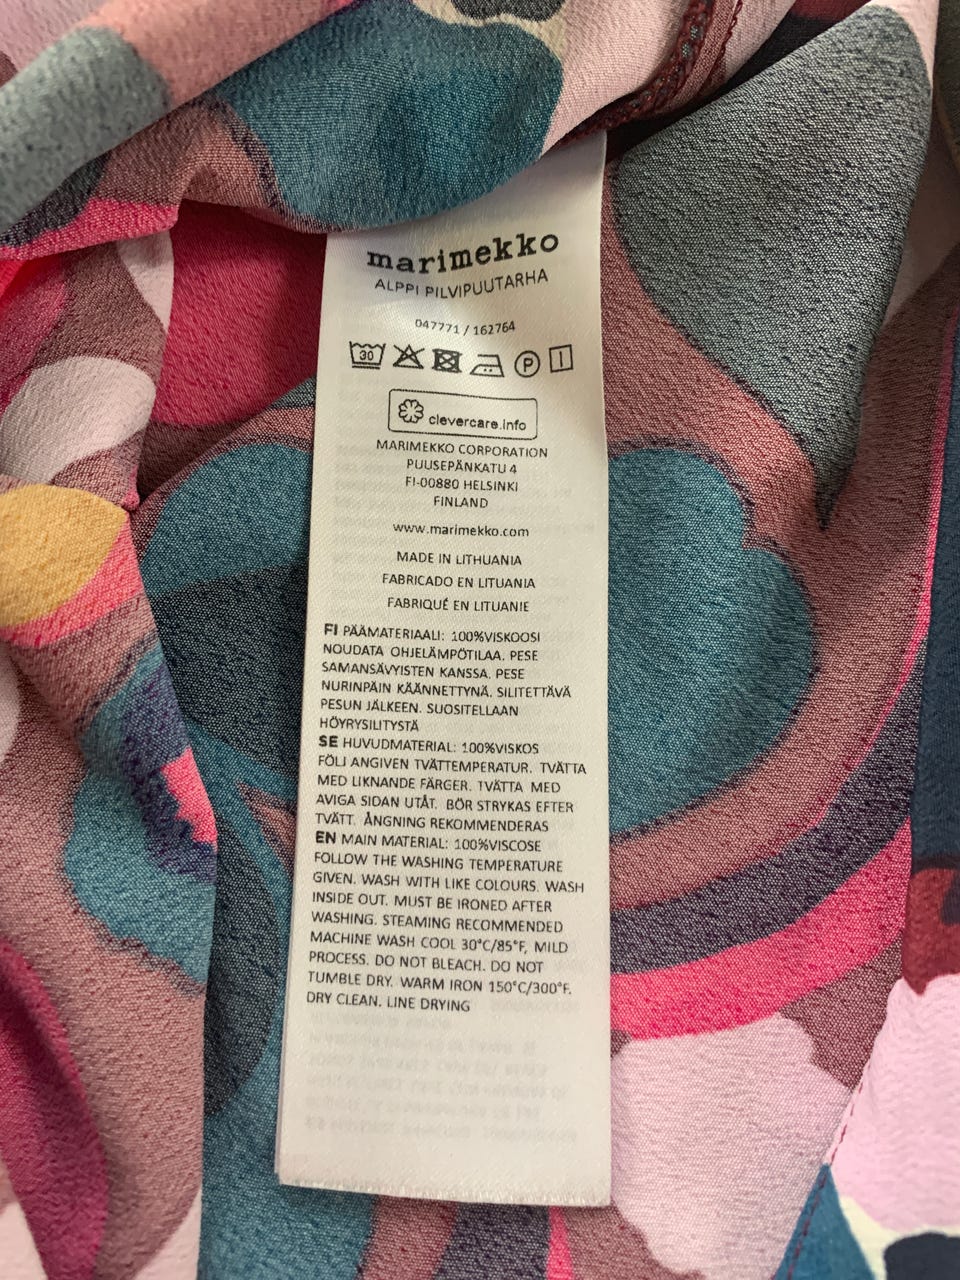 marimekko
ALPPI PILVIPUUTARHA
047771 / 162764
30 P
clevercare.info
MARIMEKKO CORPORATION
PUUSEPÄNKATU 4
FI-00880 HELSINKI
FINLAND
www.marimekko.com
MADE IN LITHUANIA
FABRICADO EN LITUANIA
FABRIQUÉ EN LITUANIE
FI PÄÄMATERIAALI: 100%VISKOOSI
NOUDATA OHJELÄMPÖTILAA. PESE
SAMANSÄVYISTEN KANSSA. PESE
NURINPÄIN KÄÄNNETTYNÄ. SILITETTÄVÄ
PESUN JÄLKEEN. SUOSITELLAAN
HÖYRYSILITYSTÄ
SE HUVUDMATERIAL: 100%VISKOS
FÖLJ ANGIVEN TVÄTTEMPERATUR. TVÄTTA
MED LIKNANDE FÄRGER. TVÄTTA MED
AVIGA SIDAN UTÅT. BÖR STRYKAS EFTER
TVÄTT. ÅNGNING REKOMMENDERAS
EN MAIN MATERIAL: 100%VISCOSE
FOLLOW THE WASHING TEMPERATURE
GIVEN. WASH WITH LIKE COLOURS. WASH
INSIDE OUT. MUST BE IRONED AFTER
WASHING. STEAMING RECOMMENDED
MACHINE WASH COOL 30°C/85°F, MILD
PROCESS. DO NOT BLEACH. DO NOT
TUMBLE DRY. WARM IRON 150°C/300°F.
DRY CLEAN. LINE DRYING